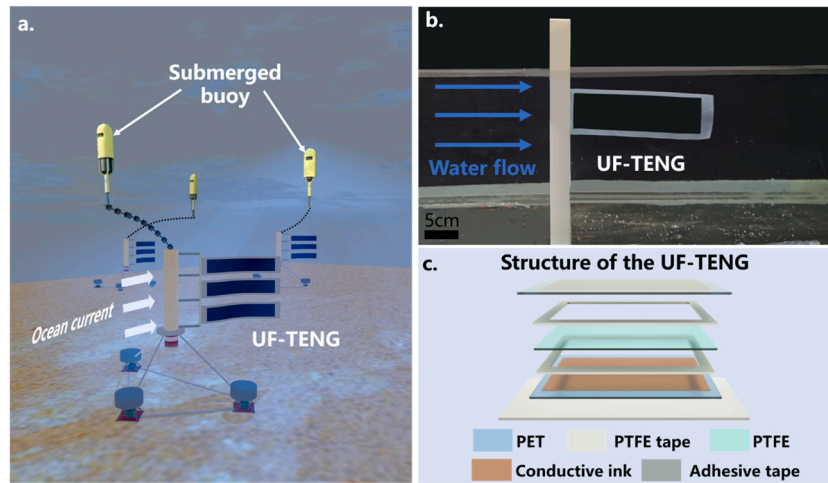 a.
Submerged
buoy
Ocean current
UF-TENG
b.
Water flow
UF-TENG
5cm
c.
Structure of the UF-TENG
PET
PTFE tape
PTFE
Conductive ink
Adhesive tape